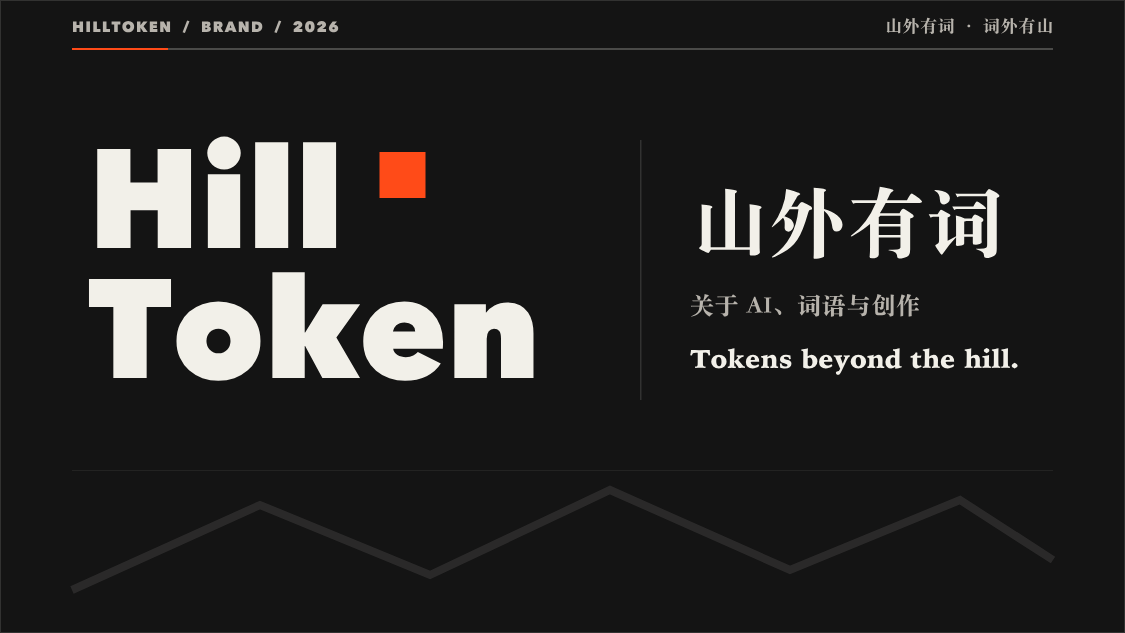 HILLTOKEN / BRAND / 2026
山外有词 · 词外有山
Hill
Token
山外有词
关于 AI、词语与创作
Tokens beyond the hill.